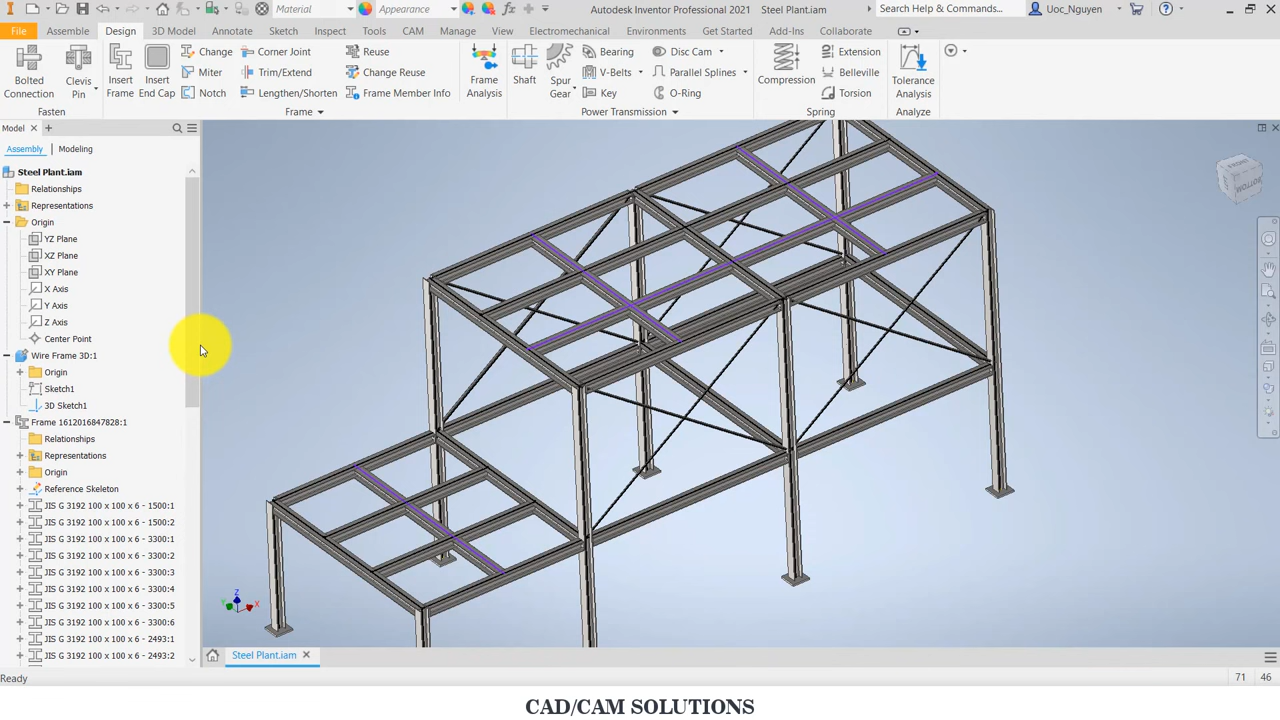 Material
Appearance
Autodesk Inventor Professional 2021 Steel Plant.iam
Search Help & Commands...
Uoc_Nguyen
File Assembly Design 3D Model Annotate Sketch Inspect Tools CAM Manage View Electromechanical Environments Get Started Add-Ins Collaborate
Bolted Connection
Clevis Pin
Insert Frame
Insert End Cap
Change
Miter
Notch
Corner Joint
Trim/Extend
Lengthen/Shorten
Reuse
Change Reuse
Frame Member Info
Frame Analysis
Shaft
Spur Gear
Bearing
V-Belts
Key
Disc Cam
Parallel Splines
O-Ring
Compression
Extension
Belleville
Torsion
Tolerance Analysis
Fasten Frame Power Transmission Spring Analyze
Model
Assembly Modeling
Steel Plant.iam
Relationships
Representations
Origin
YZ Plane
XZ Plane
XY Plane
X Axis
Y Axis
Z Axis
Center Point
Wire Frame 3D:1
Origin
Sketch1
3D Sketch1
Frame 1612016847828:1
Relationships
Representations
Origin
Reference Skeleton
JIS G 3192 100 x 100 x 6 - 1500:1
JIS G 3192 100 x 100 x 6 - 1500:2
JIS G 3192 100 x 100 x 6 - 3300:1
JIS G 3192 100 x 100 x 6 - 3300:2
JIS G 3192 100 x 100 x 6 - 3300:3
JIS G 3192 100 x 100 x 6 - 3300:4
JIS G 3192 100 x 100 x 6 - 3300:5
JIS G 3192 100 x 100 x 6 - 3300:6
JIS G 3192 100 x 100 x 6 - 2493:1
JIS G 3192 100 x 100 x 6 - 2493:2
FRONT
BOTTOM
Z
Y
X
Steel Plant.iam
Ready
71 46
CAD/CAM SOLUTIONS